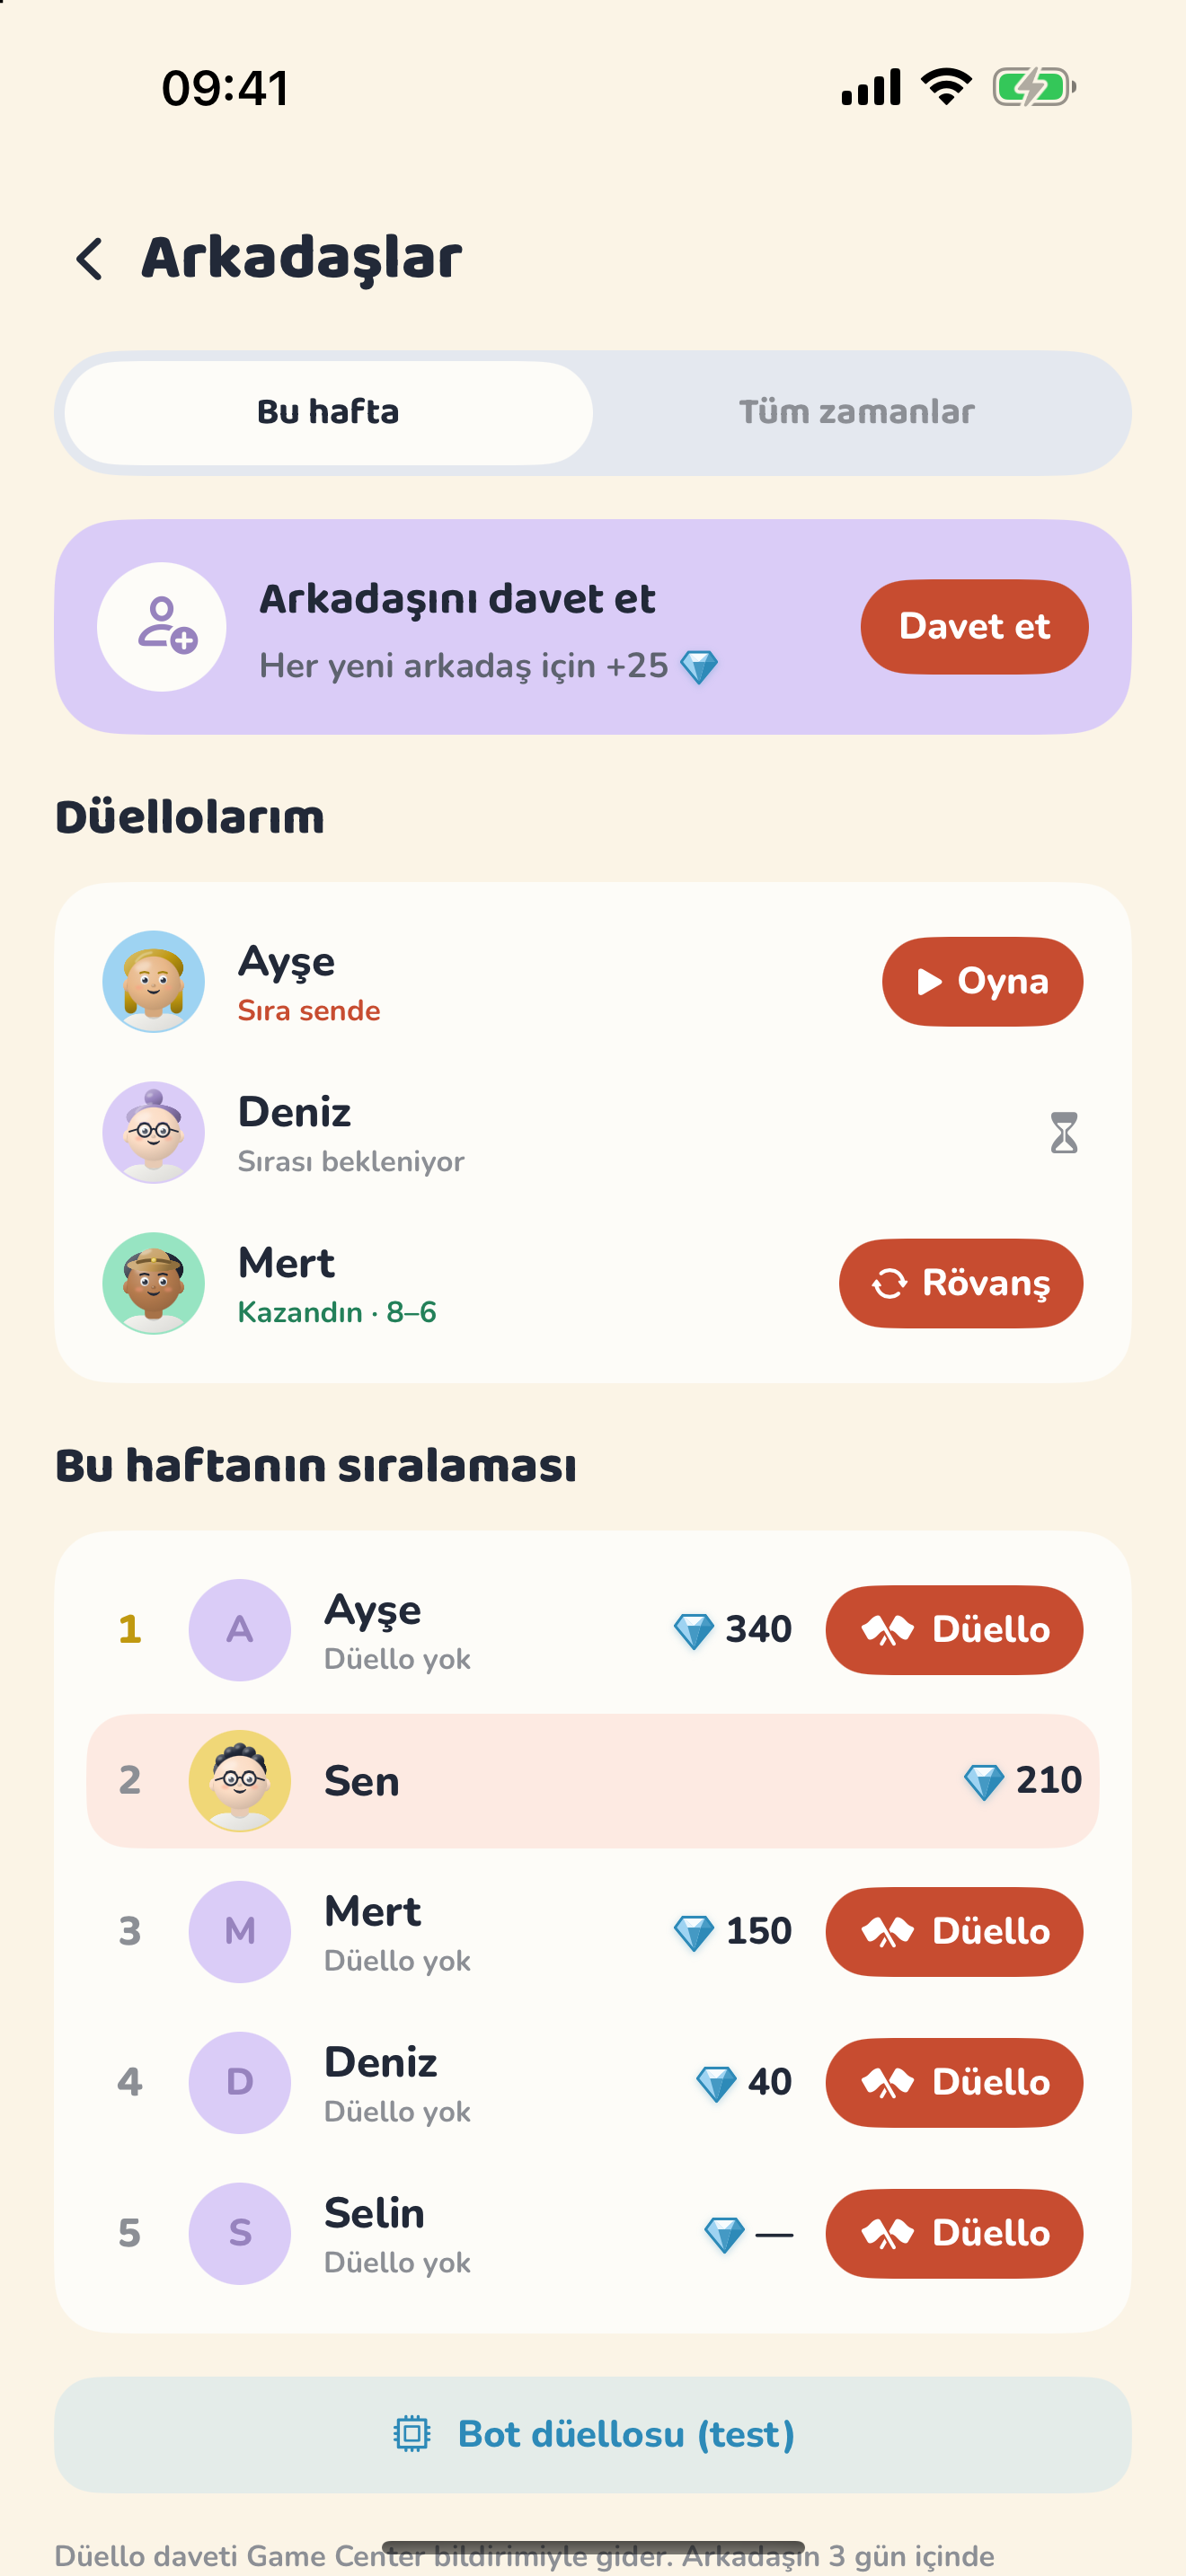 09:41
Arkadaşlar
Bu hafta
Tüm zamanlar
Arkadaşını davet et
Her yeni arkadaş için +25
Davet et
Düellolarım
Ayşe
Sıra sende
Oyna
Deniz
Sırası bekleniyor
Mert
Kazandın · 8–6
Rövanş
Bu haftanın sıralaması
1
A
Ayşe
Düello yok
340
Düello
2
Sen
210
3
M
Mert
Düello yok
150
Düello
4
D
Deniz
Düello yok
40
Düello
5
S
Selin
Düello yok
—
Düello
Bot düellosu (test)
Düello daveti Game Center bildirimiyle gider. Arkadaşın 3 gün içinde